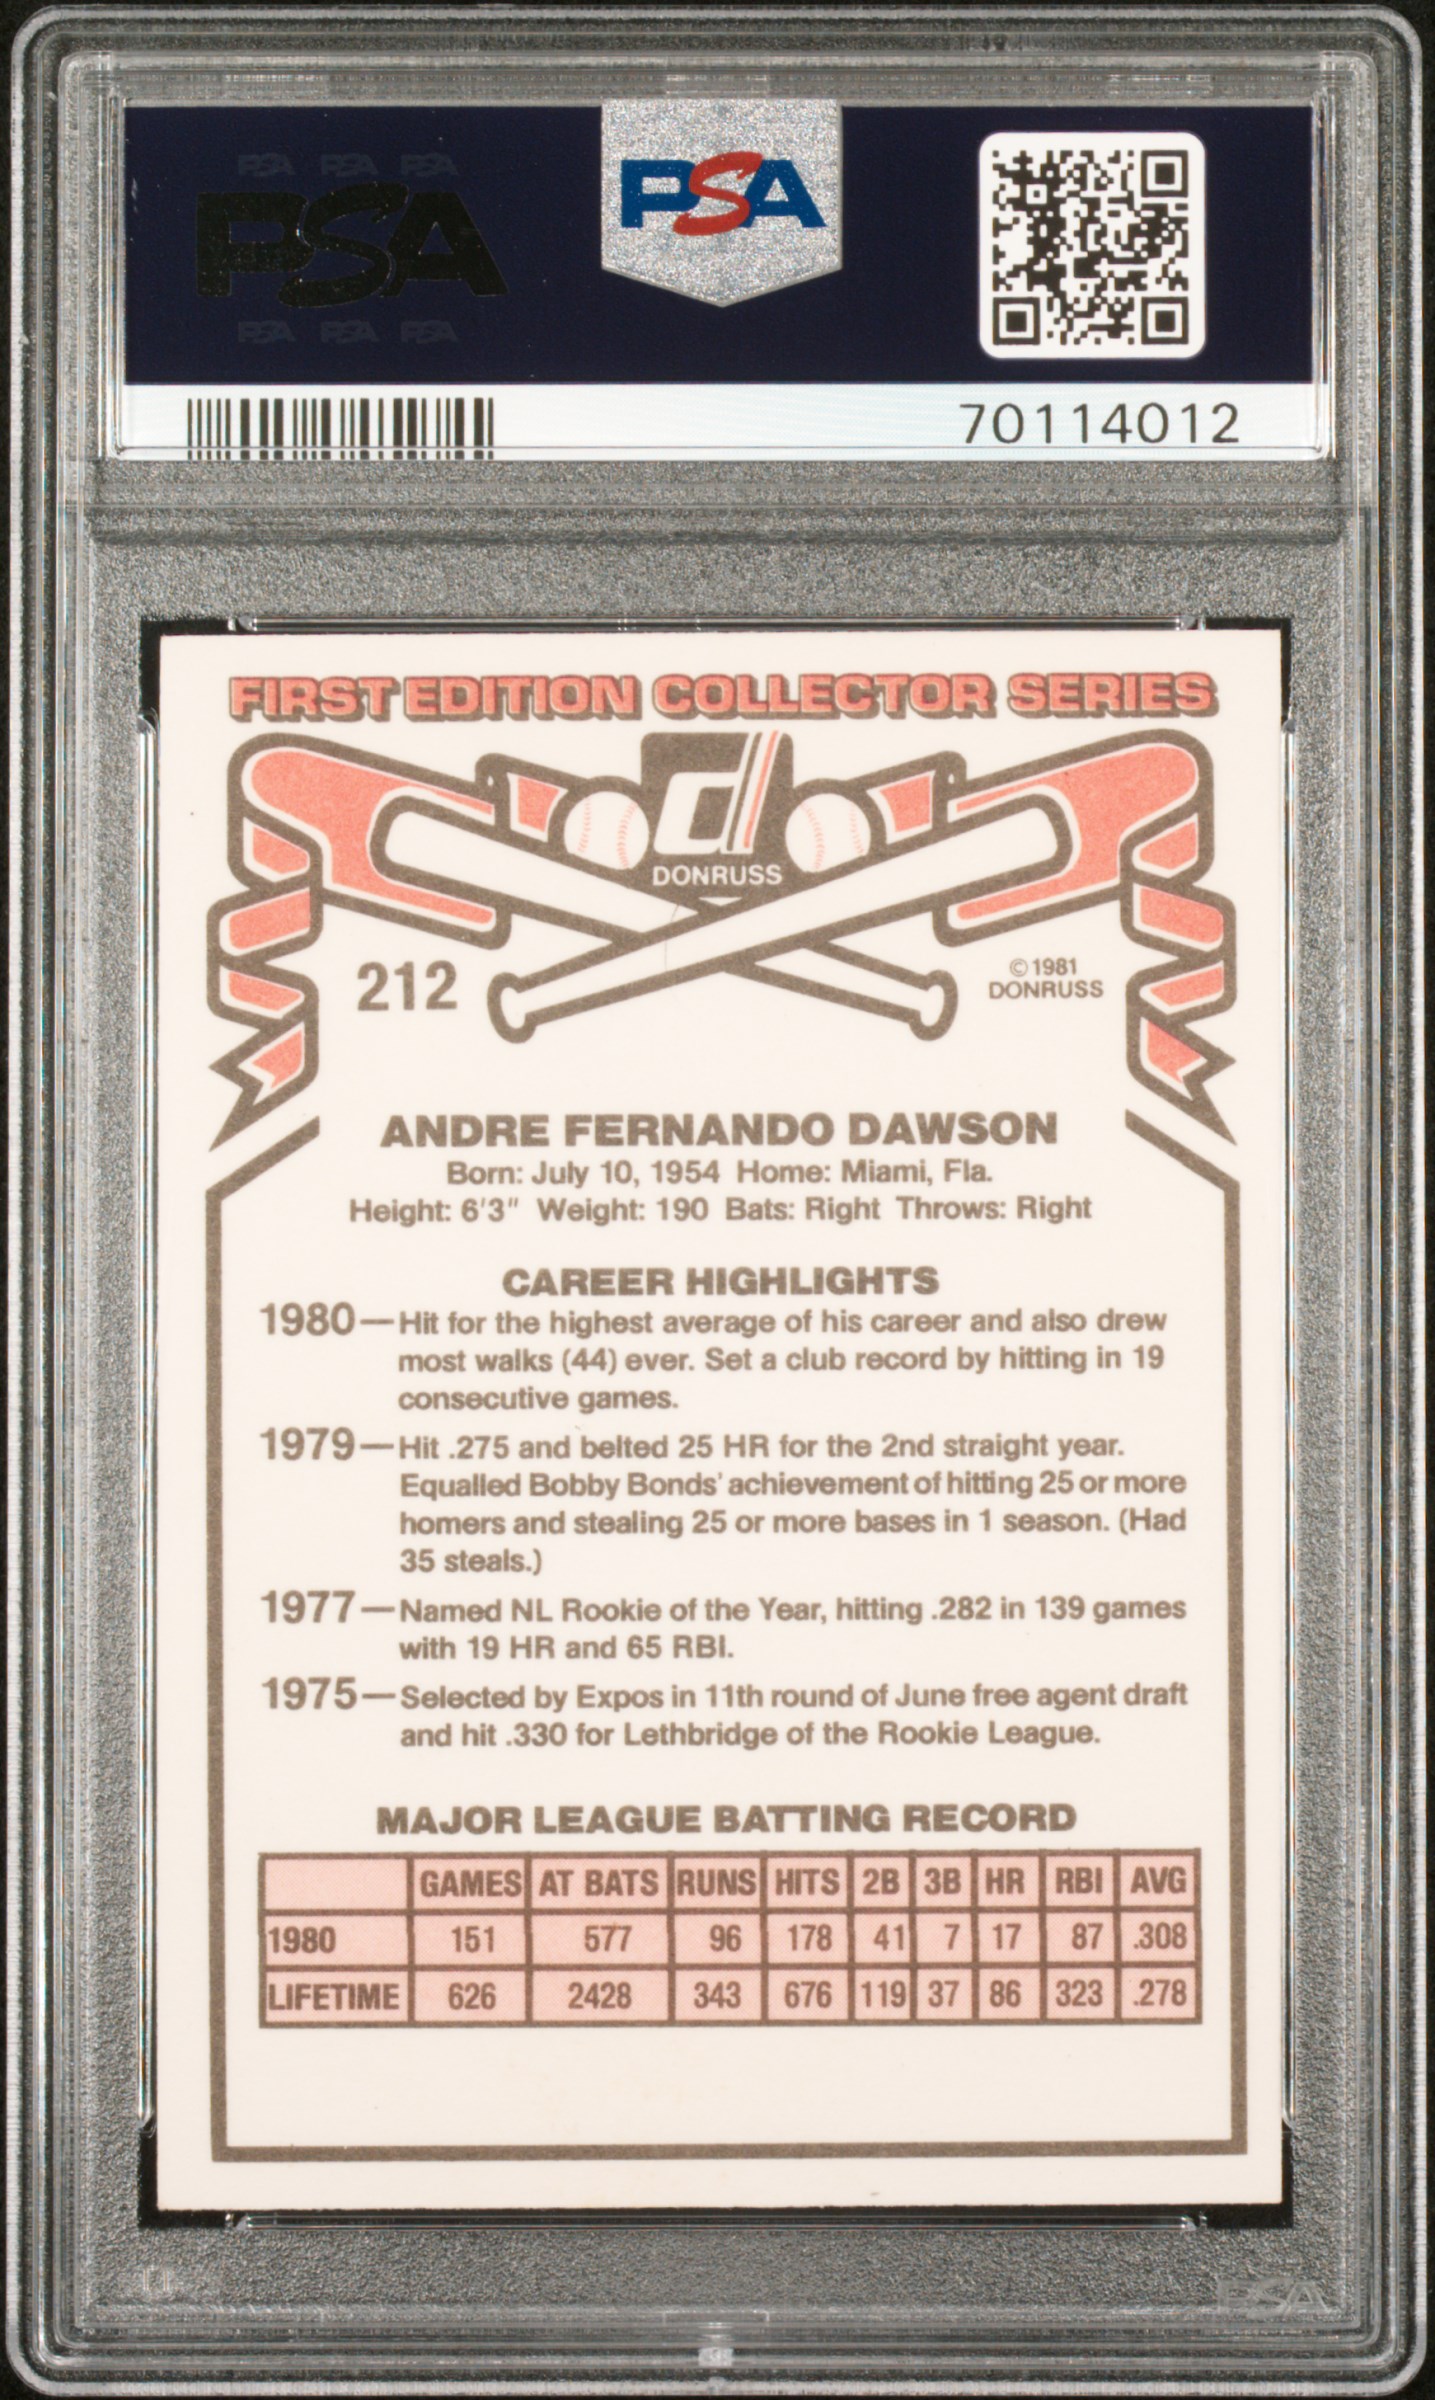 PSA PSA PSA
PSA
PSA PSA PSA
PSA
70114012
FIRST EDITION COLLECTOR SERIES
d
DONRUSS
212
© 1981
DONRUSS
ANDRE FERNANDO DAWSON
Born: July 10, 1954 Home: Miami, Fla.
Height: 6'3" Weight: 190 Bats: Right Throws: Right
CAREER HIGHLIGHTS
1980—Hit for the highest average of his career and also drew
most walks (44) ever. Set a club record by hitting in 19
consecutive games.
1979—Hit .275 and belted 25 HR for the 2nd straight year.
Equalled Bobby Bonds' achievement of hitting 25 or more
homers and stealing 25 or more bases in 1 season. (Had
35 steals.)
1977—Named NL Rookie of the Year, hitting .282 in 139 games
with 19 HR and 65 RBI.
1975—Selected by Expos in 11th round of June free agent draft
and hit .330 for Lethbridge of the Rookie League.
MAJOR LEAGUE BATTING RECORD
GAMES AT BATS RUNS HITS 2B 3B HR RBI AVG
1980 151 577 96 178 41 7 17 87 .308
LIFETIME 626 2428 343 676 119 37 86 323 .278
PSA